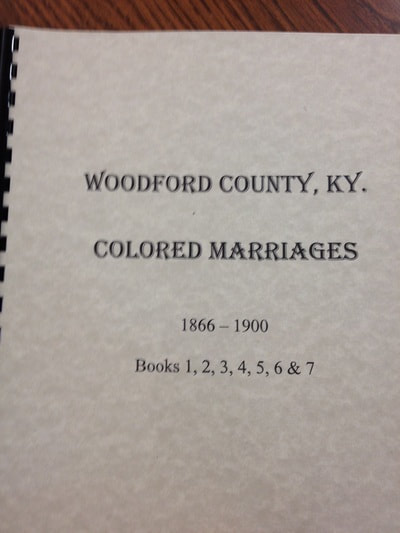 WOODFORD COUNTY, KY.
COLORED MARRIAGES
1866 – 1900
Books 1, 2, 3, 4, 5, 6 & 7